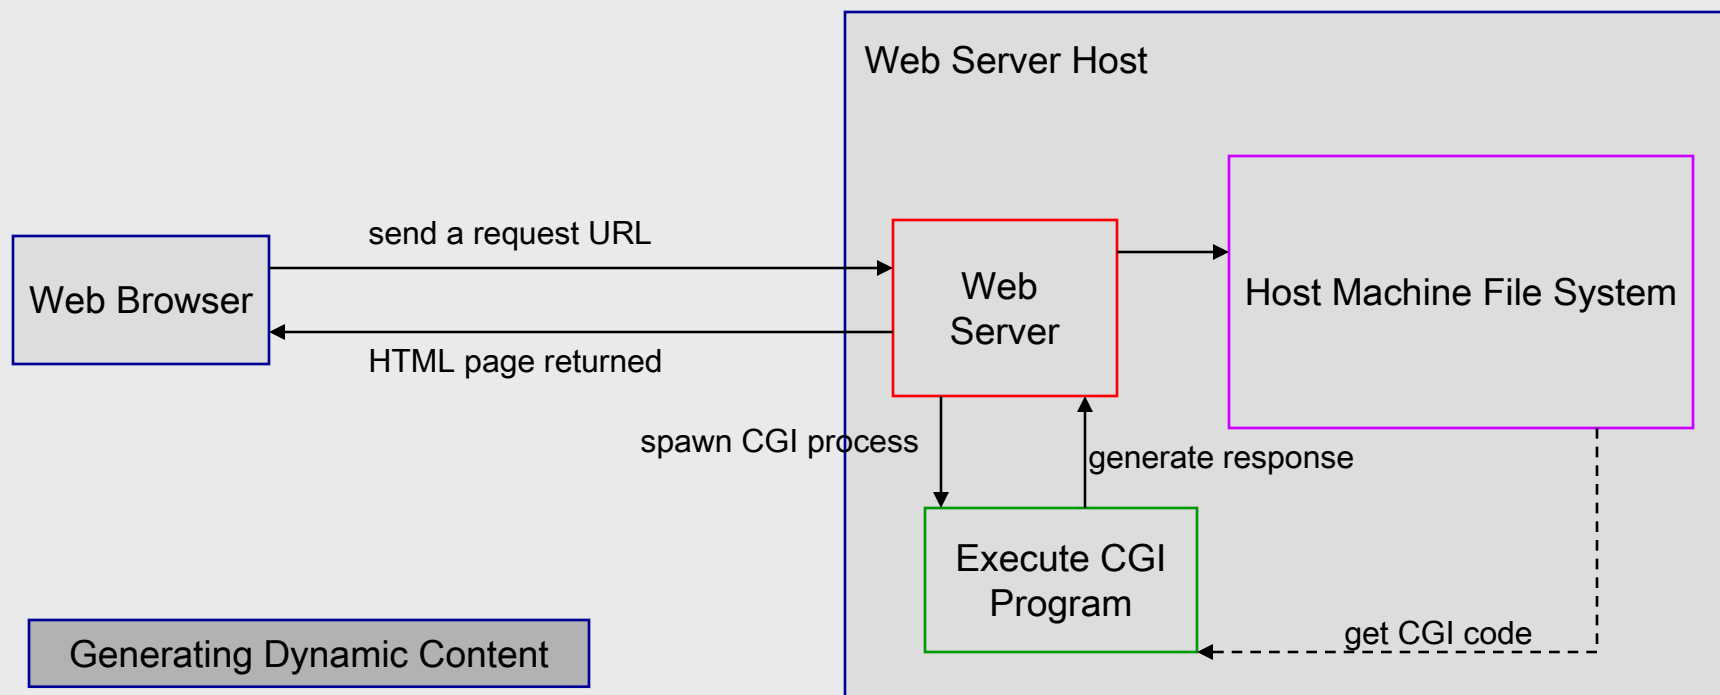 Web Server Host
send a request URL
Web Browser
Web
Server
Host Machine File System
HTML page returned
spawn CGI process
generate response
Execute CGI
Program
get CGI code
Generating Dynamic Content